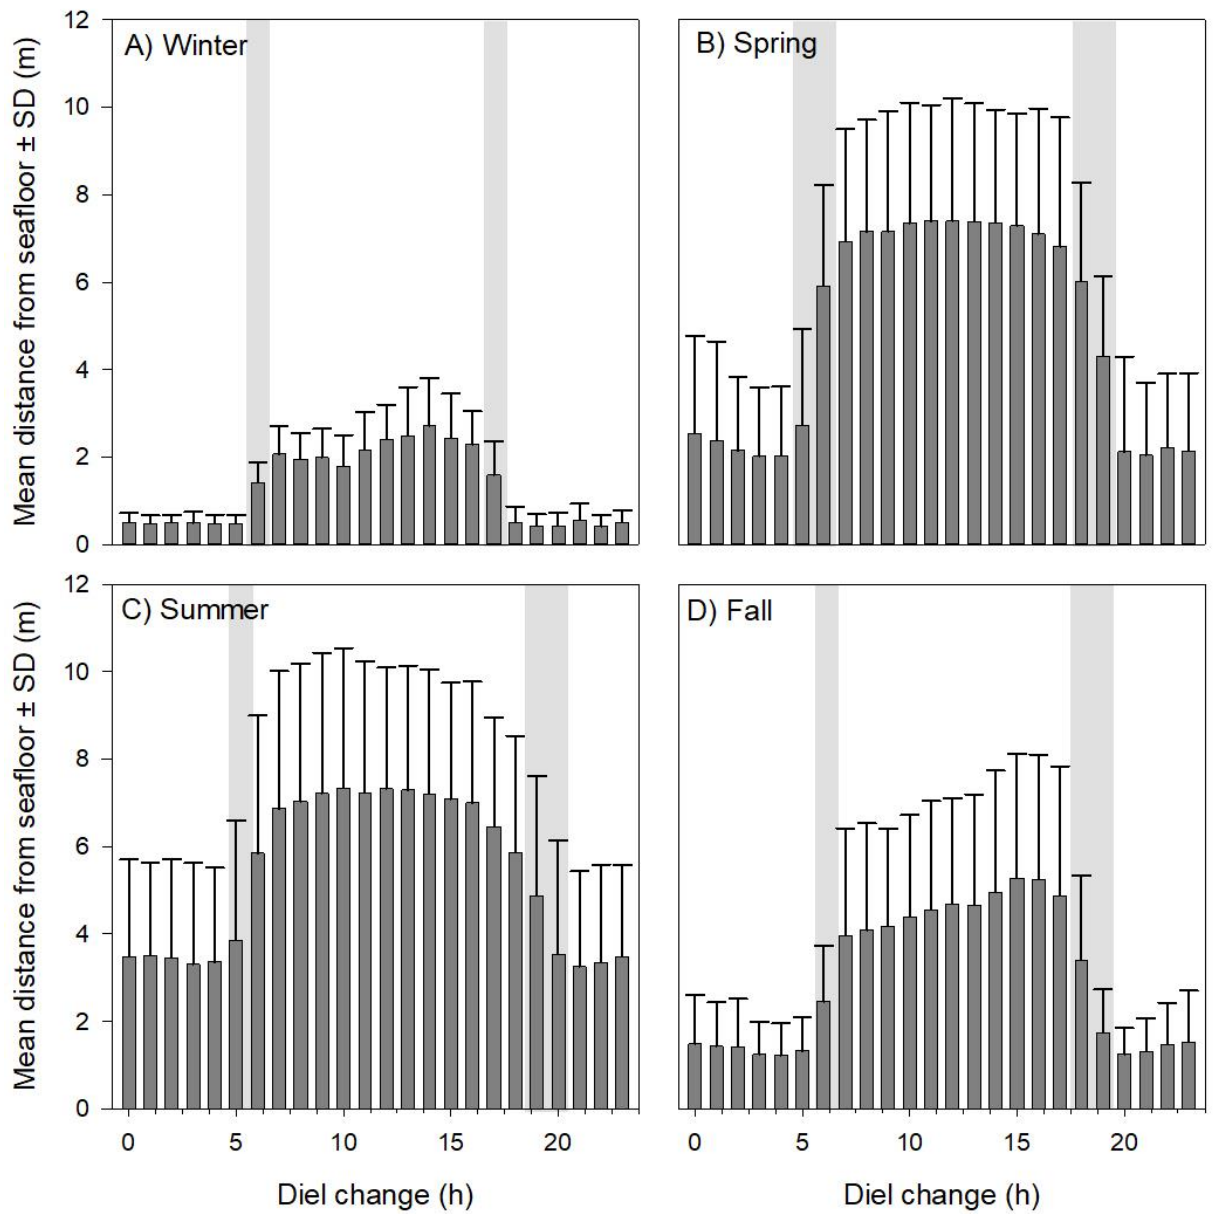 A) Winter
B) Spring
Mean distance from seafloor ± SD (m)
12
10
8
6
4
2
0
C) Summer
D) Fall
Mean distance from seafloor ± SD (m)
12
10
8
6
4
2
0
0 5 10 15 20
0 5 10 15 20
Diel change (h)
Diel change (h)